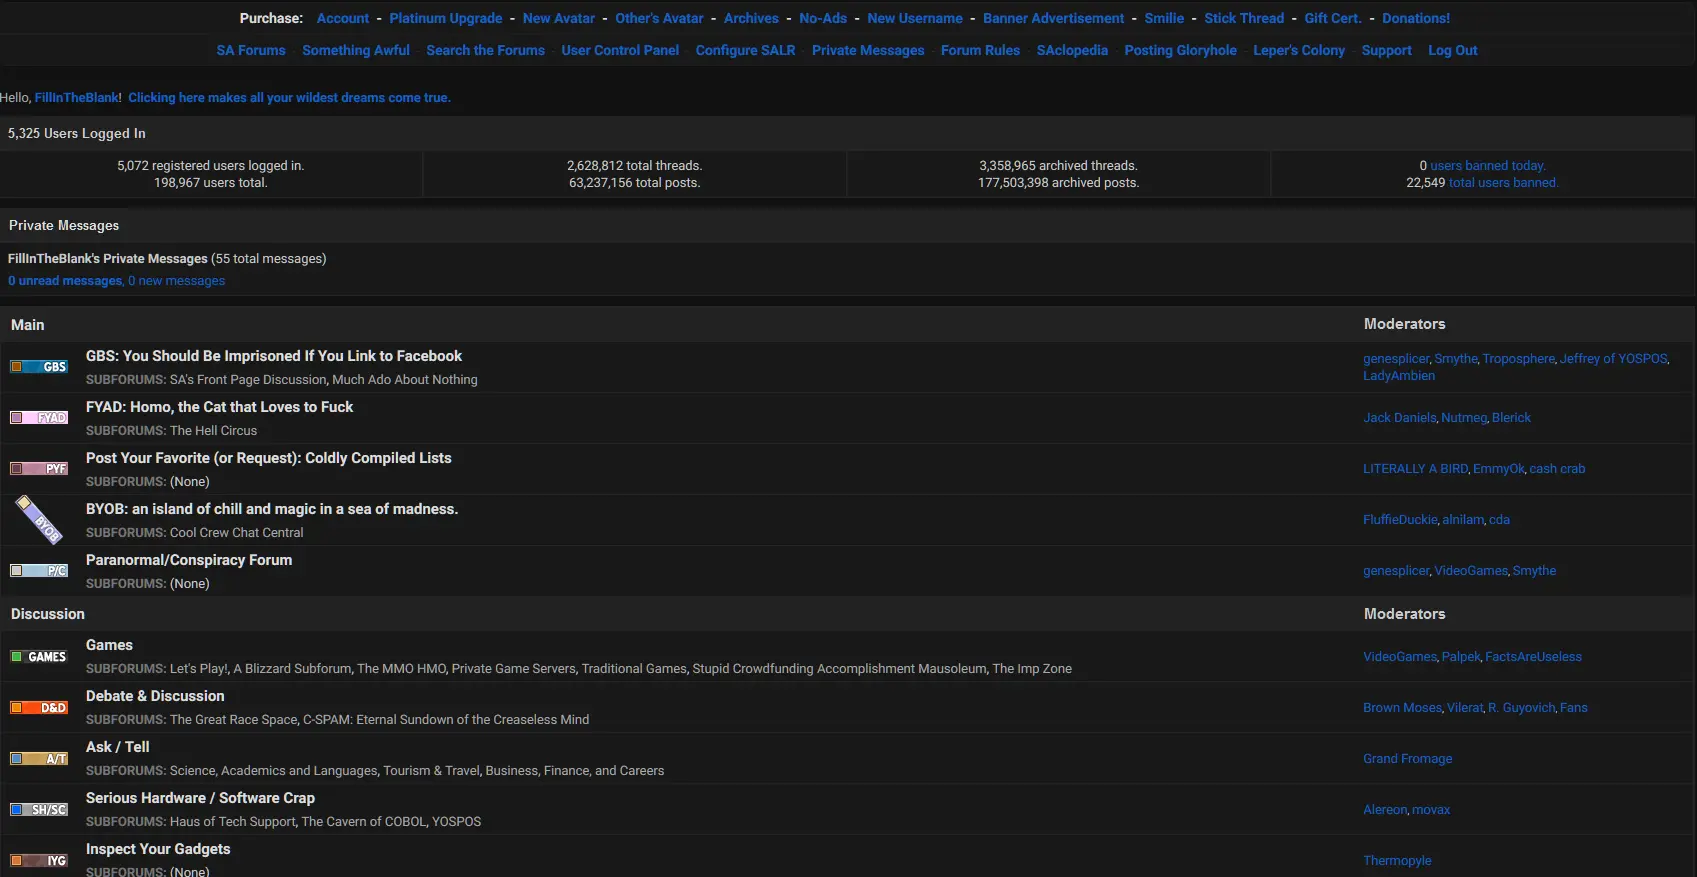 Purchase: Account - Platinum Upgrade - New Avatar - Other's Avatar - Archives - No-Ads - New Username - Banner Advertisement - Smilie - Stick Thread - Gift Cert. - Donations!
SA Forums · Something Awful · Search the Forums · User Control Panel · Configure SALR · Private Messages · Forum Rules · SAclopedia · Posting Gloryhole · Leper's Colony · Support · Log Out
Hello, FillInTheBlank! Clicking here makes all your wildest dreams come true.
5,325 Users Logged In
5,072 registered users logged in.
198,967 users total.
2,628,812 total threads.
63,237,156 total posts.
3,358,965 archived threads.
177,503,398 archived posts.
0 users banned today.
22,549 total users banned.
Private Messages
FillInTheBlank's Private Messages (55 total messages)
0 unread messages, 0 new messages
Main
Moderators
GBS
GBS: You Should Be Imprisoned If You Link to Facebook
SUBFORUMS: SA's Front Page Discussion, Much Ado About Nothing
genesplicer, Smythe, Troposphere, Jeffrey of YOSPOS,
LadyAmbien
FYAD
FYAD: Homo, the Cat that Loves to Fuck
SUBFORUMS: The Hell Circus
Jack Daniels, Nutmeg, Blerick
PYF
Post Your Favorite (or Request): Coldly Compiled Lists
SUBFORUMS: (None)
LITERALLY A BIRD, EmmyOk, cash crab
BYOB
BYOB: an island of chill and magic in a sea of madness.
SUBFORUMS: Cool Crew Chat Central
FluffieDuckie, alnilam, cda
P/C
Paranormal/Conspiracy Forum
SUBFORUMS: (None)
genesplicer, VideoGames, Smythe
Discussion
Moderators
GAMES
Games
SUBFORUMS: Let's Play!, A Blizzard Subforum, The MMO HMO, Private Game Servers, Traditional Games, Stupid Crowdfunding Accomplishment Mausoleum, The Imp Zone
VideoGames, Palpek, FactsAreUseless
D&D
Debate & Discussion
SUBFORUMS: The Great Race Space, C-SPAM: Eternal Sundown of the Creaseless Mind
Brown Moses, Vilerat, R. Guyovich, Fans
A/T
Ask / Tell
SUBFORUMS: Science, Academics and Languages, Tourism & Travel, Business, Finance, and Careers
Grand Fromage
SH/SC
Serious Hardware / Software Crap
SUBFORUMS: Haus of Tech Support, The Cavern of COBOL, YOSPOS
Alereon, movax
IYG
Inspect Your Gadgets
SUBFORUMS: (None)
Thermopyle